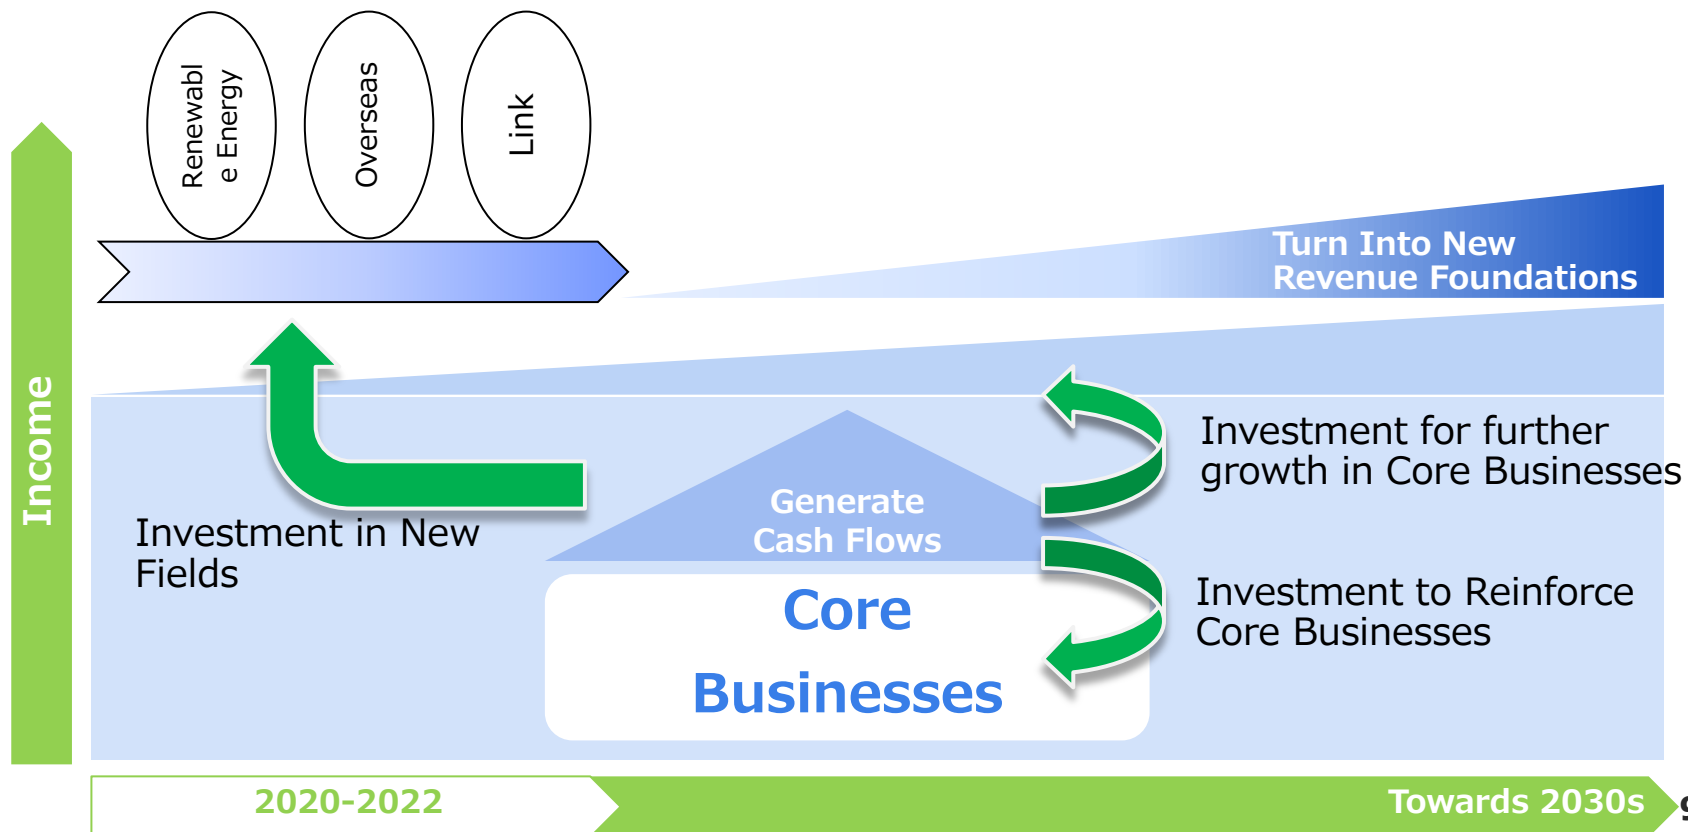 Renewabl
e Energy
Overseas
Link
Turn Into New
Revenue Foundations
Income
Investment for further
growth in Core Businesses
Generate
Cash Flows
Investment in New
Fields
Core
Businesses
Investment to Reinforce
Core Businesses
2020-2022
Towards 2030s